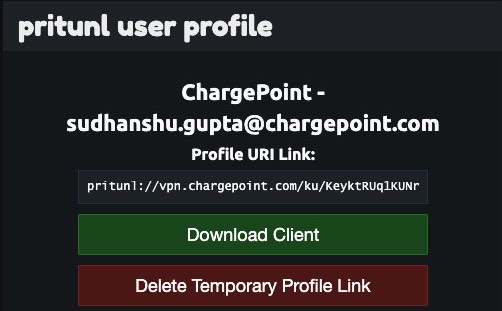 pritunl user profile
ChargePoint -
sudhanshu.gupta@chargepoint.com
Profile URI Link:
pritunl://vpn.chargepoint.com/ku/KeyktRUqlKUNr
Download Client
Delete Temporary Profile Link